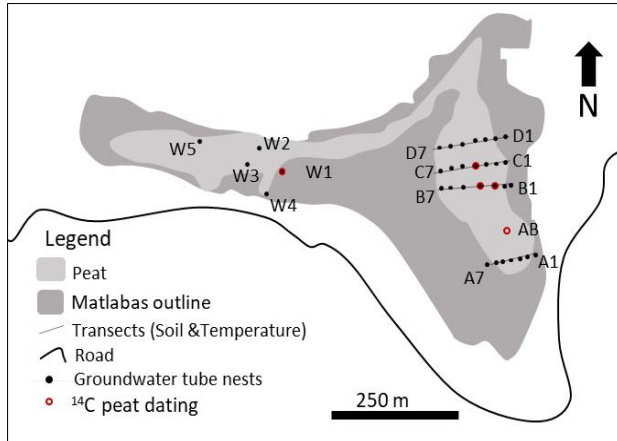 N
D1
D7
C1
C7
B1
B7
W5
W2
W3
W1
W4
AB
A1
A7
Legend
Peat
Matlabas outline
Transects (Soil &Temperature)
Road
Groundwater tube nests
¹⁴C peat dating
250 m